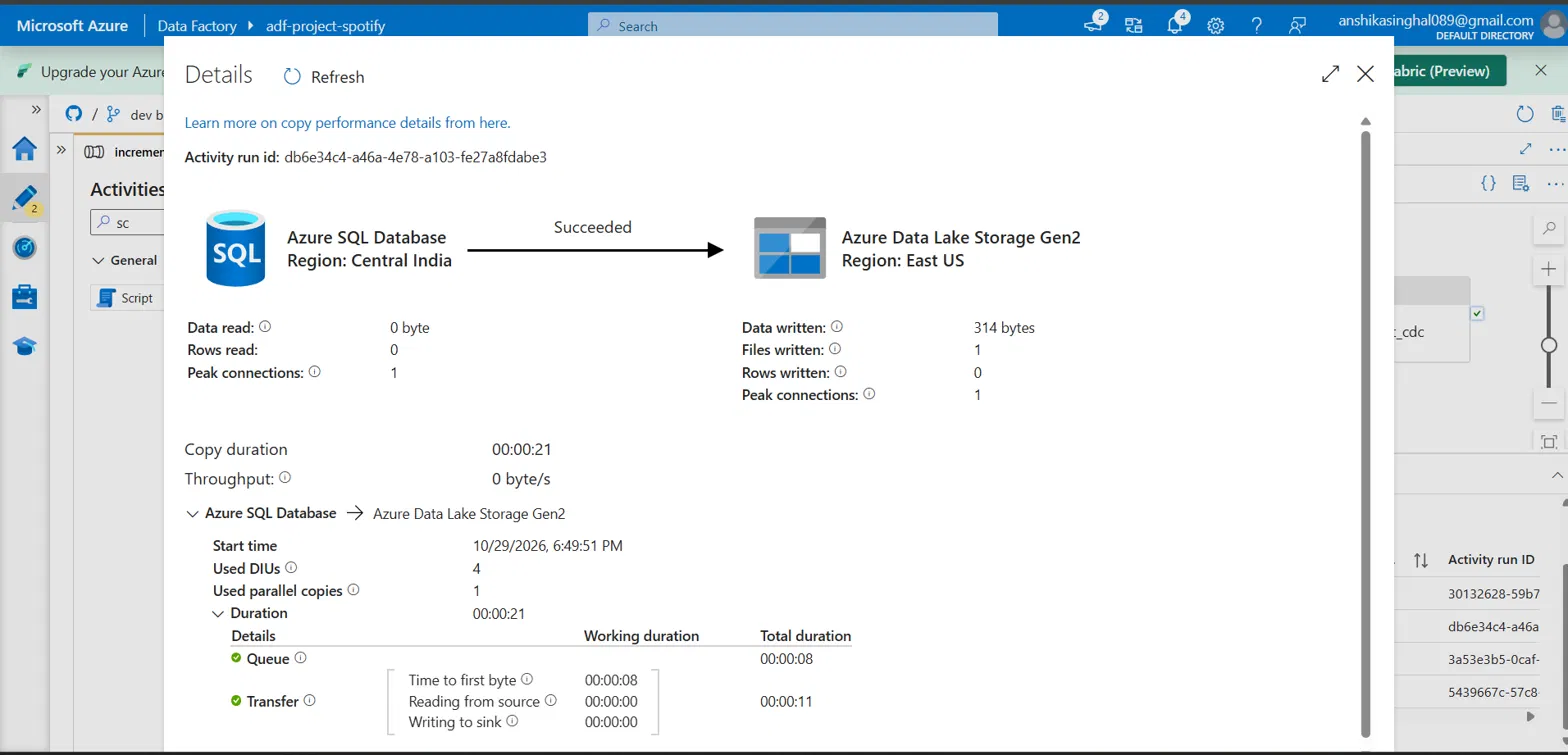 Microsoft Azure
Data Factory
adf-project-spotify
Search
2
4
anshikasinghal089@gmail.com
DEFAULT DIRECTORY
Upgrade your Azure
abric (Preview)
/ dev b
2
incremen
Activities
sc
General
Script
Details
Refresh
Learn more on copy performance details from here.
Activity run id: db6e34c4-a46a-4e78-a103-fe27a8fdabe3
SQL
Azure SQL Database
Region: Central India
Succeeded
Azure Data Lake Storage Gen2
Region: East US
Data read: 0 byte
Rows read: 0
Peak connections: 1
Data written: 314 bytes
Files written: 1
Rows written: 0
Peak connections: 1
Copy duration 00:00:21
Throughput: 0 byte/s
Azure SQL Database → Azure Data Lake Storage Gen2
Start time 10/29/2026, 6:49:51 PM
Used DIUs 4
Used parallel copies 1
Duration 00:00:21
Details Working duration Total duration
Queue 00:00:08
Time to first byte 00:00:08
Transfer Reading from source 00:00:00 00:00:11
Writing to sink 00:00:00
{}
_cdc
Activity run ID
30132628-59b7
db6e34c4-a46a
3a53e3b5-0caf-
5439667c-57c8